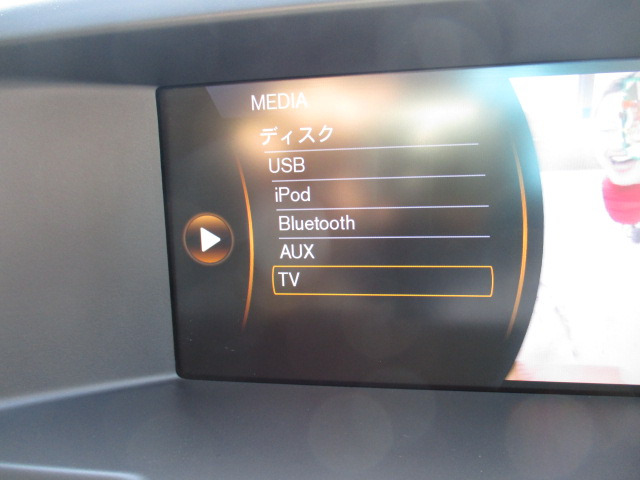 MEDIA
ディスク
USB
iPod
Bluetooth
AUX
TV